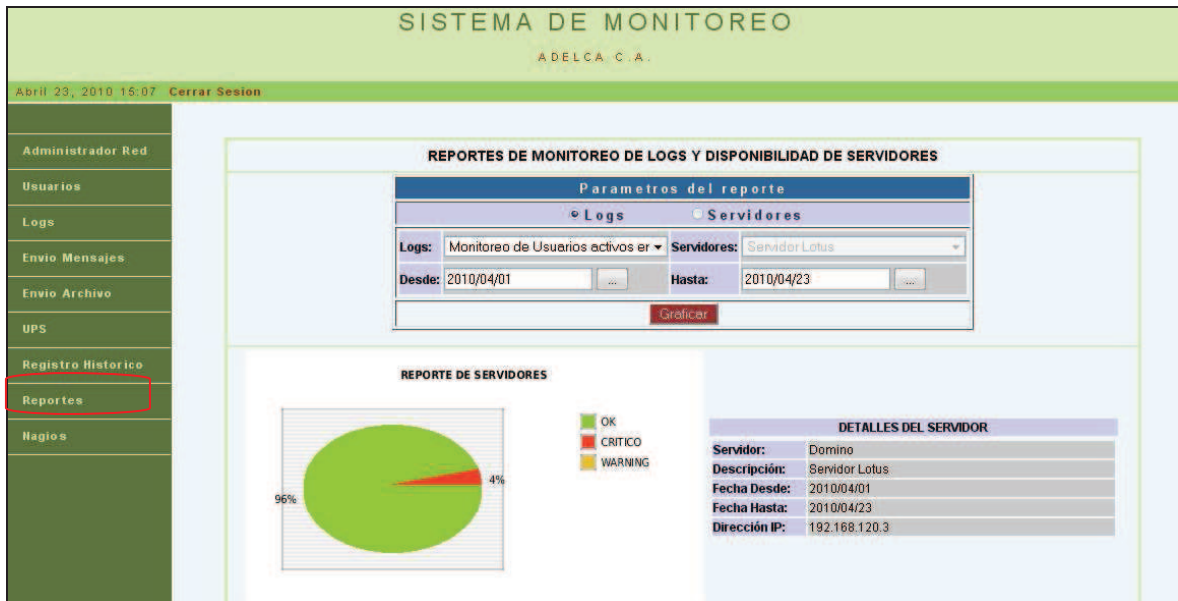 SISTEMA DE MONITOREO
ADELCA C.A.
Abril 23, 2010 15:07 Cerrar Sesion
Administrador Red
Usuarios
Logs
Envio Mensajes
Envio Archivo
UPS
Registro Historico
Reportes
Nagios
REPORTES DE MONITOREO DE LOGS Y DISPONIBILIDAD DE SERVIDORES
Parametros del reporte
Logs Servidores
Logs: Monitoreo de Usuarios activos er Servidores: Servidor Lotus
Desde: 2010/04/01 ... Hasta: 2010/04/23 ...
Graficar
REPORTE DE SERVIDORES
OK
CRITICO
WARNING
96%
4%
DETALLES DEL SERVIDOR
Servidor: Domino
Descripción: Servidor Lotus
Fecha Desde: 2010/04/01
Fecha Hasta: 2010/04/23
Dirección IP: 192.168.120.3